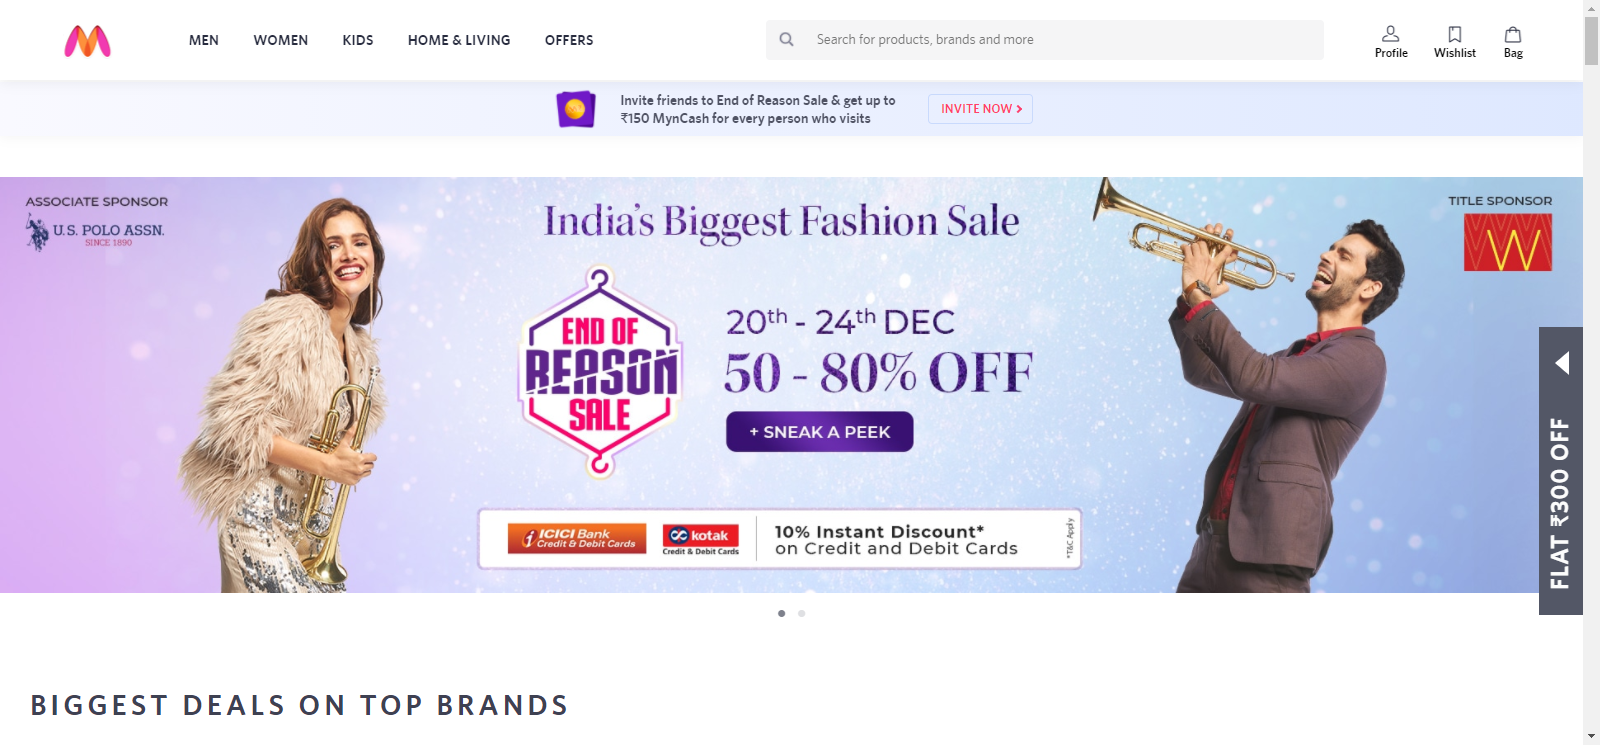 MEN WOMEN KIDS HOME & LIVING OFFERS
Search for products, brands and more
Profile Wishlist Bag
Invite friends to End of Reason Sale & get up to
₹150 MynCash for every person who visits
INVITE NOW >
ASSOCIATE SPONSOR
U.S. POLO ASSN.
SINCE 1890
India's Biggest Fashion Sale
TITLE SPONSOR
W
END OF
REASON
SALE
20th - 24th DEC
50 - 80% OFF
+ SNEAK A PEEK
ICICI Bank
Credit & Debit Cards
kotak
Credit & Debit Cards
10% Instant Discount*
on Credit and Debit Cards
*T&C Apply
FLAT ₹300 OFF
BIGGEST DEALS ON TOP BRANDS